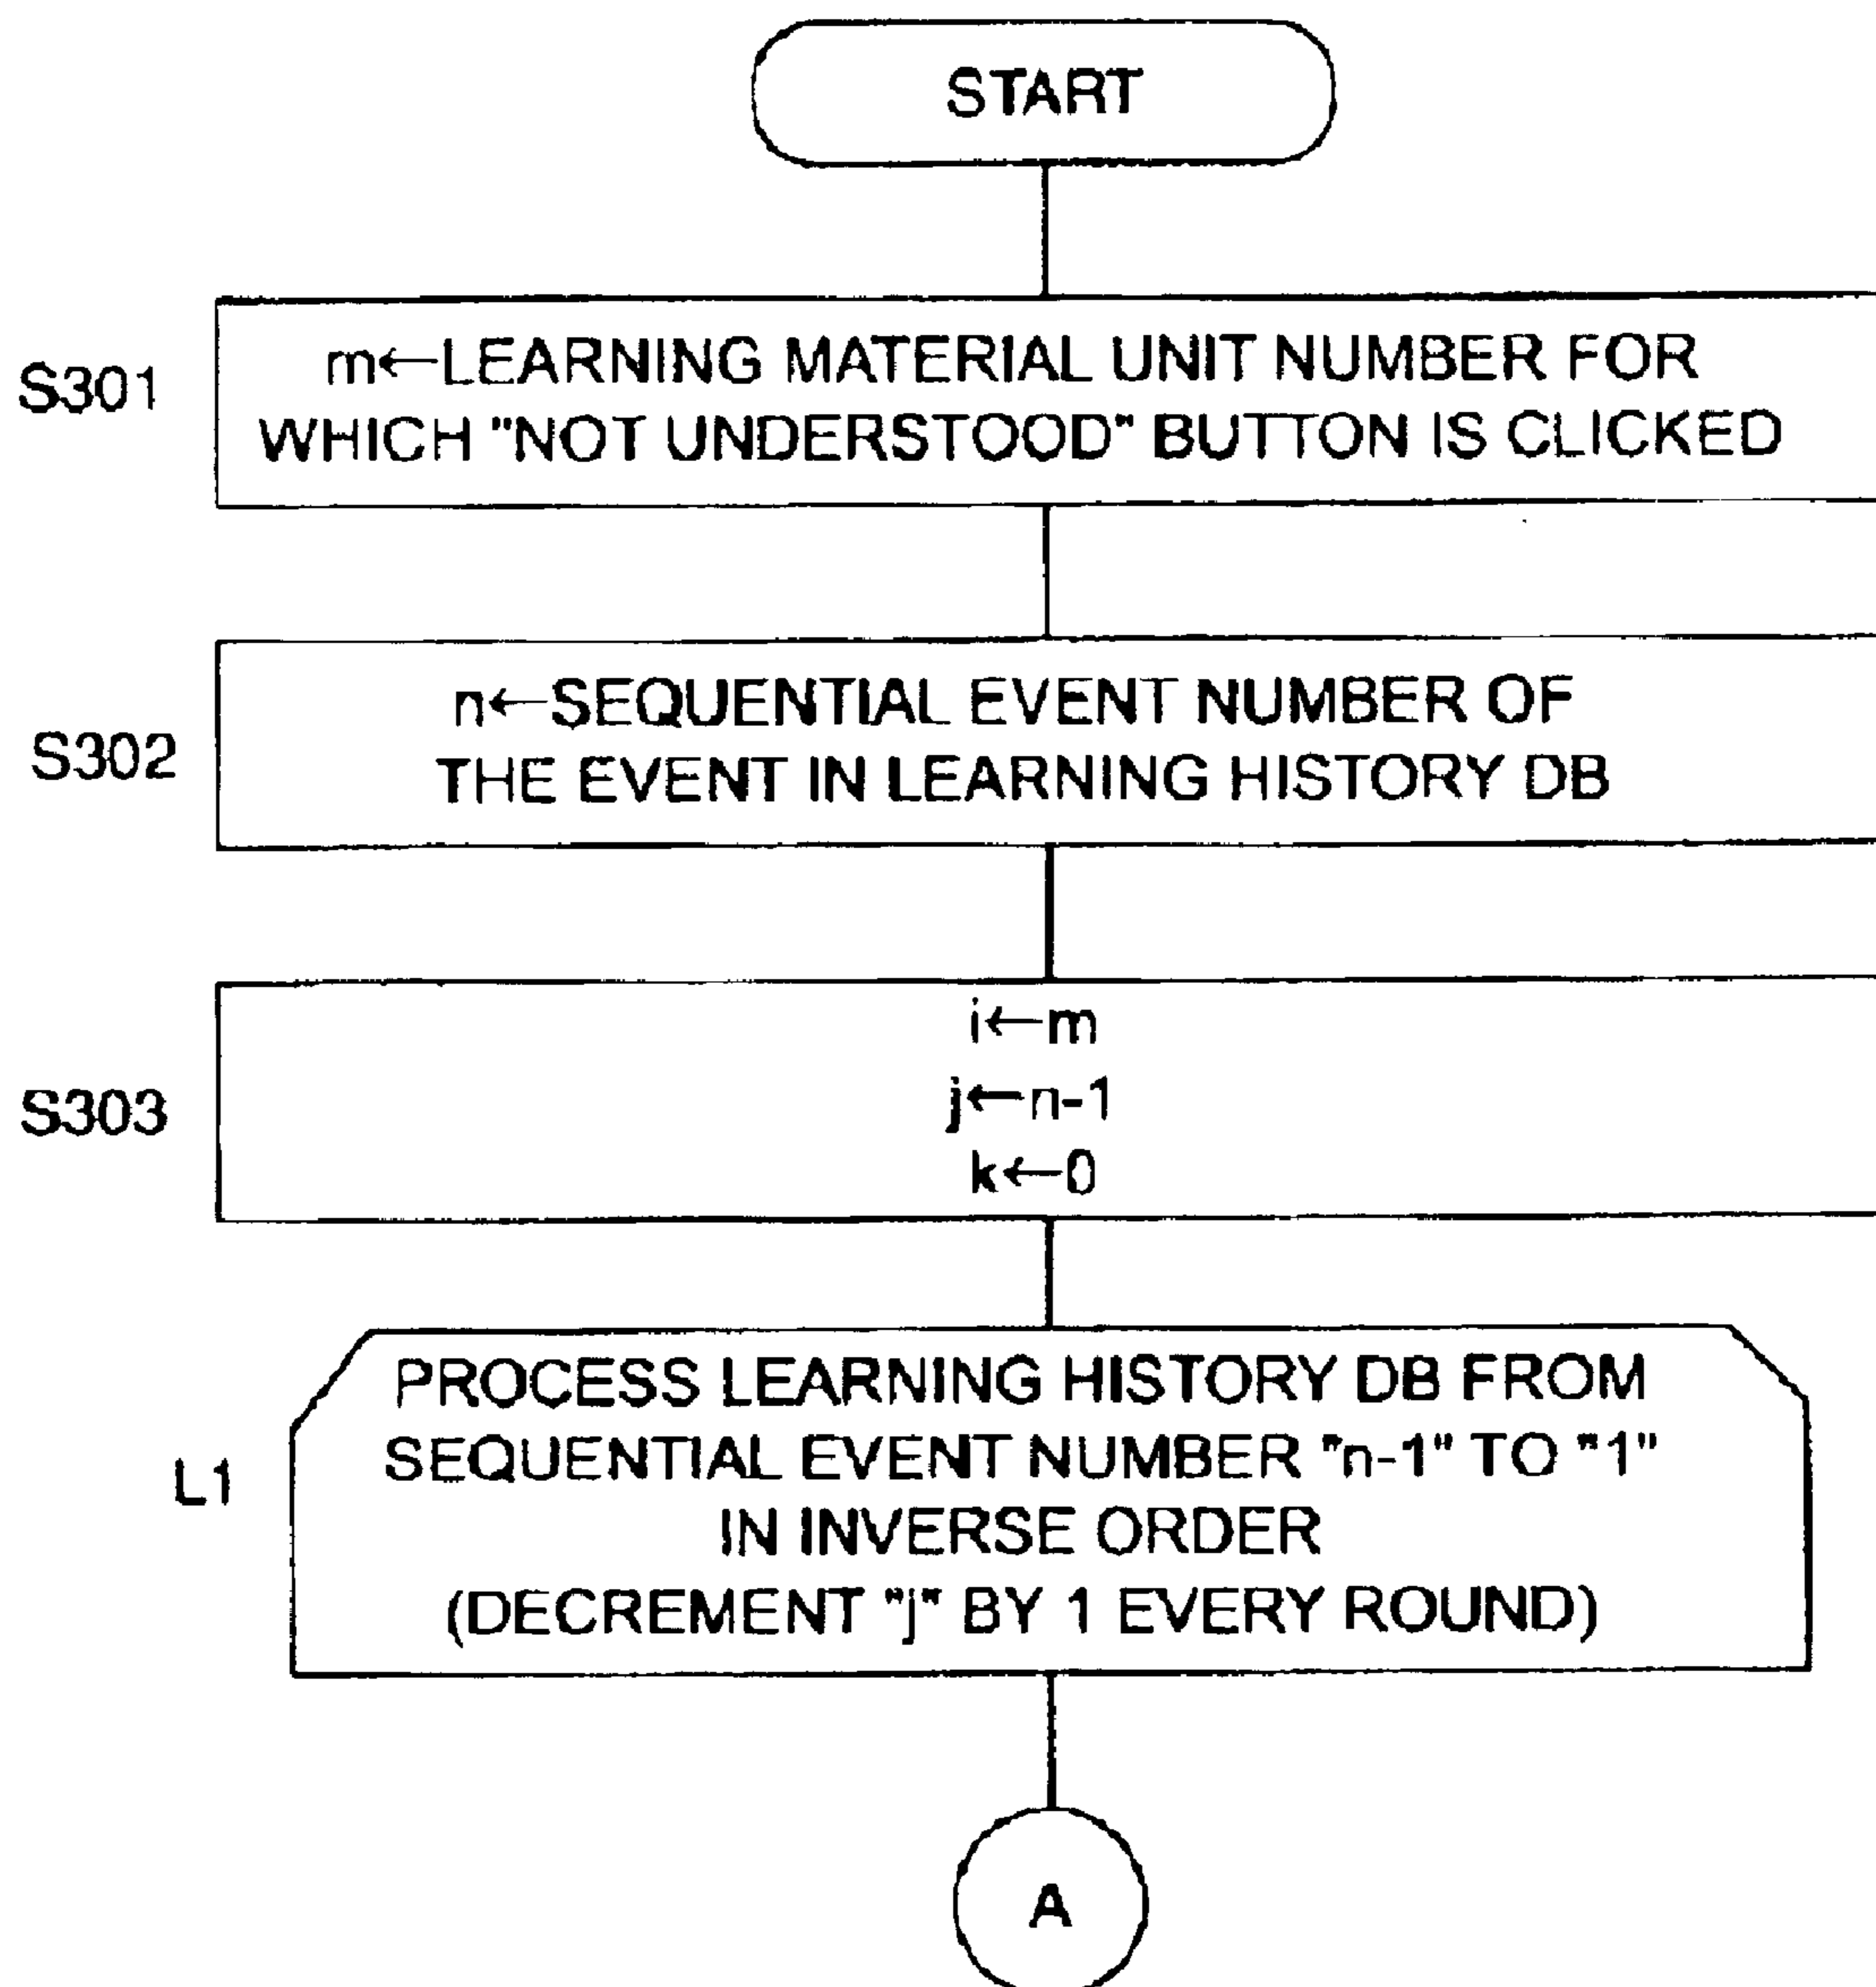 START
S301
m←LEARNING MATERIAL UNIT NUMBER FOR
WHICH "NOT UNDERSTOOD" BUTTON IS CLICKED
S302
n←SEQUENTIAL EVENT NUMBER OF
THE EVENT IN LEARNING HISTORY DB
S303
i←m
j←n-1
k←0
L1
PROCESS LEARNING HISTORY DB FROM
SEQUENTIAL EVENT NUMBER "n-1" TO "1"
IN INVERSE ORDER
(DECREMENT "j" BY 1 EVERY ROUND)
A